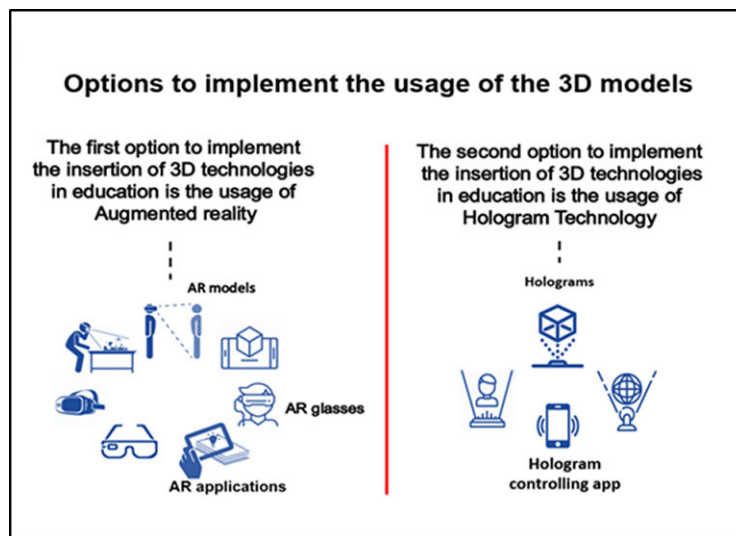 Options to implement the usage of the 3D models
The first option to implement
the insertion of 3D technologies
in education is the usage of
Augmented reality
AR models
AR glasses
AR applications
The second option to implement
the insertion of 3D technologies
in education is the usage of
Hologram Technology
Holograms
Hologram
controlling app